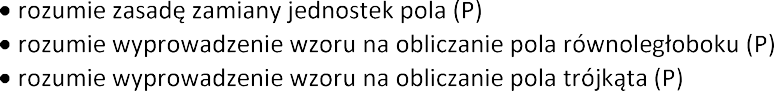 • rozumie zasadę zamiany jednostek pola (P)
• rozumie wyprowadzenie wzoru na obliczanie pola równoległoboku (P)
• rozumie wyprowadzenie wzoru na obliczanie pola trójkąta (P)